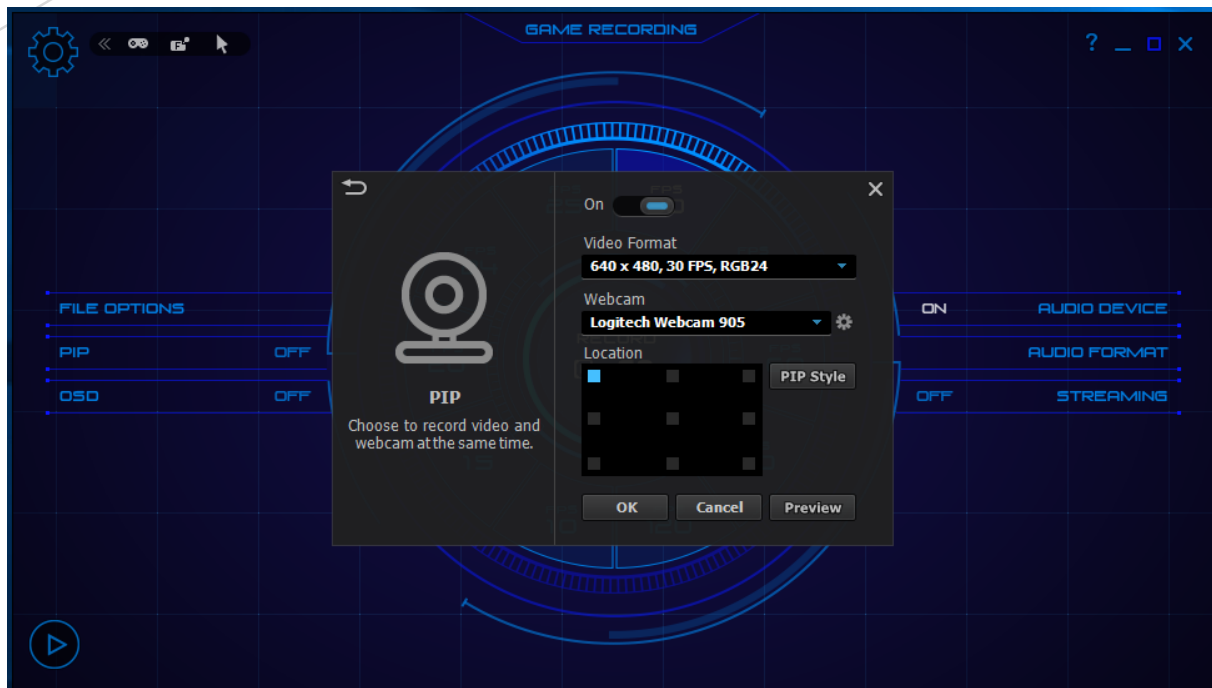 GAME RECORDING
?
On
Video Format
640 x 480, 30 FPS, RGB24
Webcam
Logitech Webcam 905
Location
PIP Style
PIP
Choose to record video and
webcam at the same time.
OK Cancel Preview
FILE OPTIONS
PIP OFF
OSD OFF
ON AUDIO DEVICE
AUDIO FORMAT
OFF STREAMING